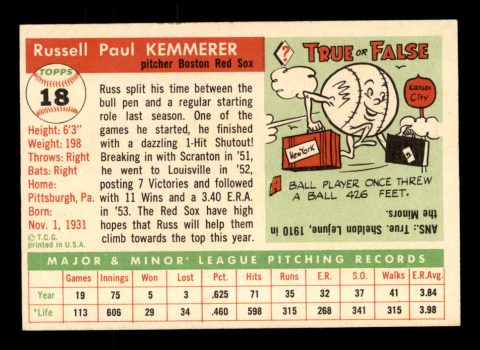 Russell Paul KEMMERER
pitcher Boston Red Sox
TOPPS
18
Height: 6'3"
Weight: 198
Throws: Right
Bats: Right
Home:
Pittsburgh, Pa.
Born:
Nov. 1, 1931
© T.C.G.
printed in U.S.A.
Russ split his time between the
bull pen and a regular starting
role last season. One of the
games he started, he finished
with a dazzling 1-Hit Shutout!
Breaking in with Scranton in '51,
he went to Louisville in '52,
posting 7 Victories and followed
with 11 Wins and a 3.40 E.R.A.
in '53. The Red Sox have high
hopes that Russ will help them
climb towards the top this year.
?
TRUE OR FALSE
Kansas
City
New York
A BALL PLAYER ONCE THREW
A BALL 426 FEET.
ANS.: True. Sheldon Lejune, 1910 in
the Minors.
MAJOR & MINOR LEAGUE PITCHING RECORDS
Games Innings Won Lost Pct. Hits Runs E.R. S.O. Walks E.R.Avg.
Year 19 75 5 3 .625 71 35 32 37 41 3.84
*Life 113 606 29 34 .460 598 315 268 241 315 3.98